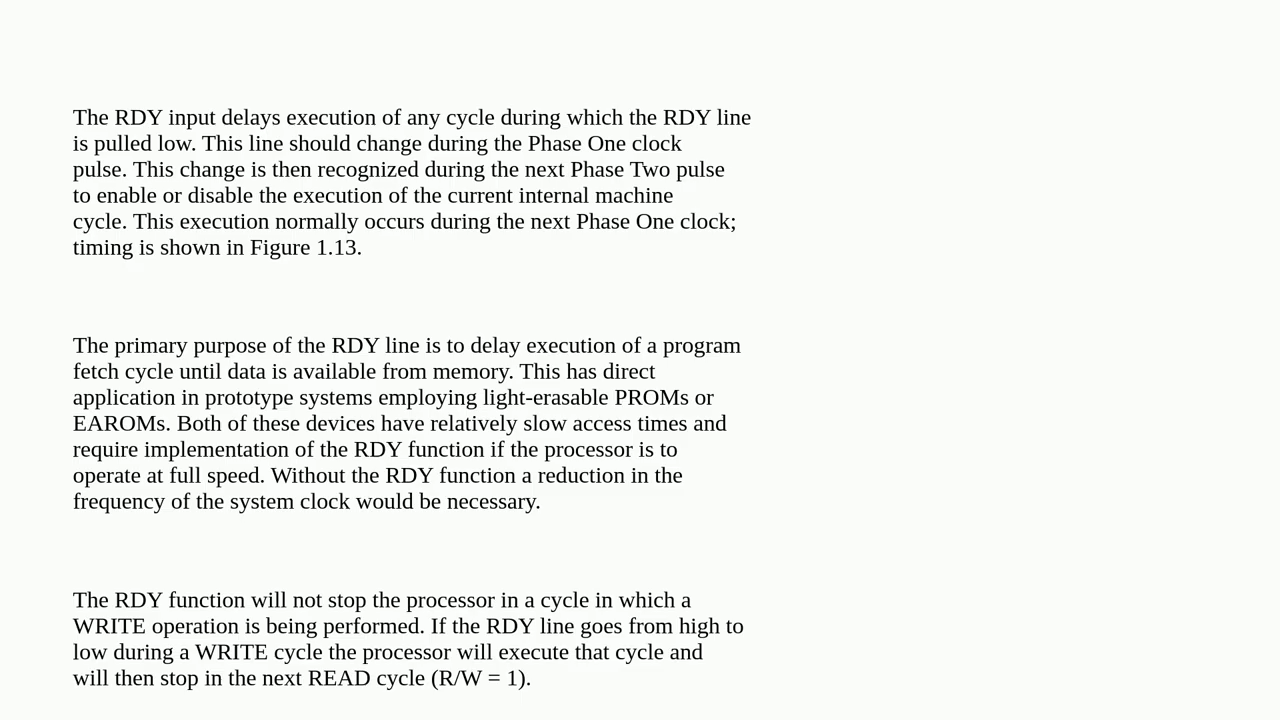 The RDY input delays execution of any cycle during which the RDY line
is pulled low. This line should change during the Phase One clock
pulse. This change is then recognized during the next Phase Two pulse
to enable or disable the execution of the current internal machine
cycle. This execution normally occurs during the next Phase One clock;
timing is shown in Figure 1.13.
The primary purpose of the RDY line is to delay execution of a program
fetch cycle until data is available from memory. This has direct
application in prototype systems employing light-erasable PROMs or
EAROMs. Both of these devices have relatively slow access times and
require implementation of the RDY function if the processor is to
operate at full speed. Without the RDY function a reduction in the
frequency of the system clock would be necessary.
The RDY function will not stop the processor in a cycle in which a
WRITE operation is being performed. If the RDY line goes from high to
low during a WRITE cycle the processor will execute that cycle and
will then stop in the next READ cycle (R/W = 1).